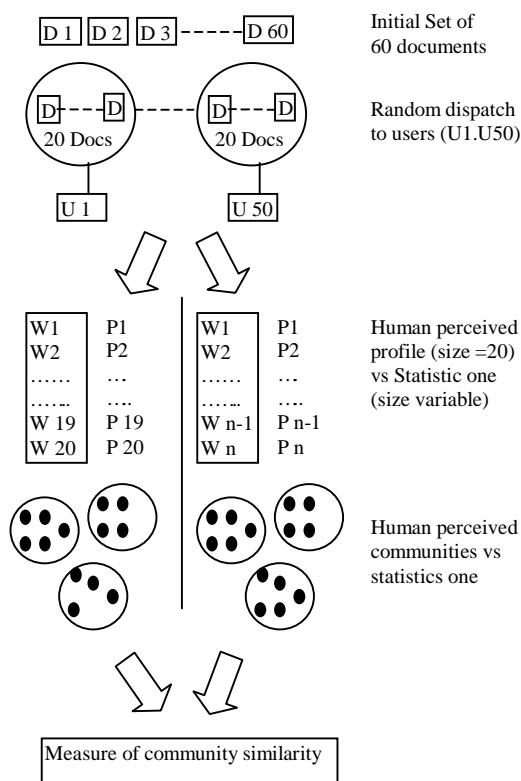 D 1 D 2 D 3 D 60
Initial Set of
60 documents
D D D D
20 Docs 20 Docs
Random dispatch
to users (U1.U50)
U 1 U 50
W1 P1 W1 P1
W2 P2 W2 P2
...... .... ...... ....
....... ..... ....... .....
W 19 P 19 W n-1 P n-1
W 20 P 20 W n P n
Human perceived
profile (size =20)
vs Statistic one
(size variable)
Human perceived
communities vs
statistics one
Measure of community similarity